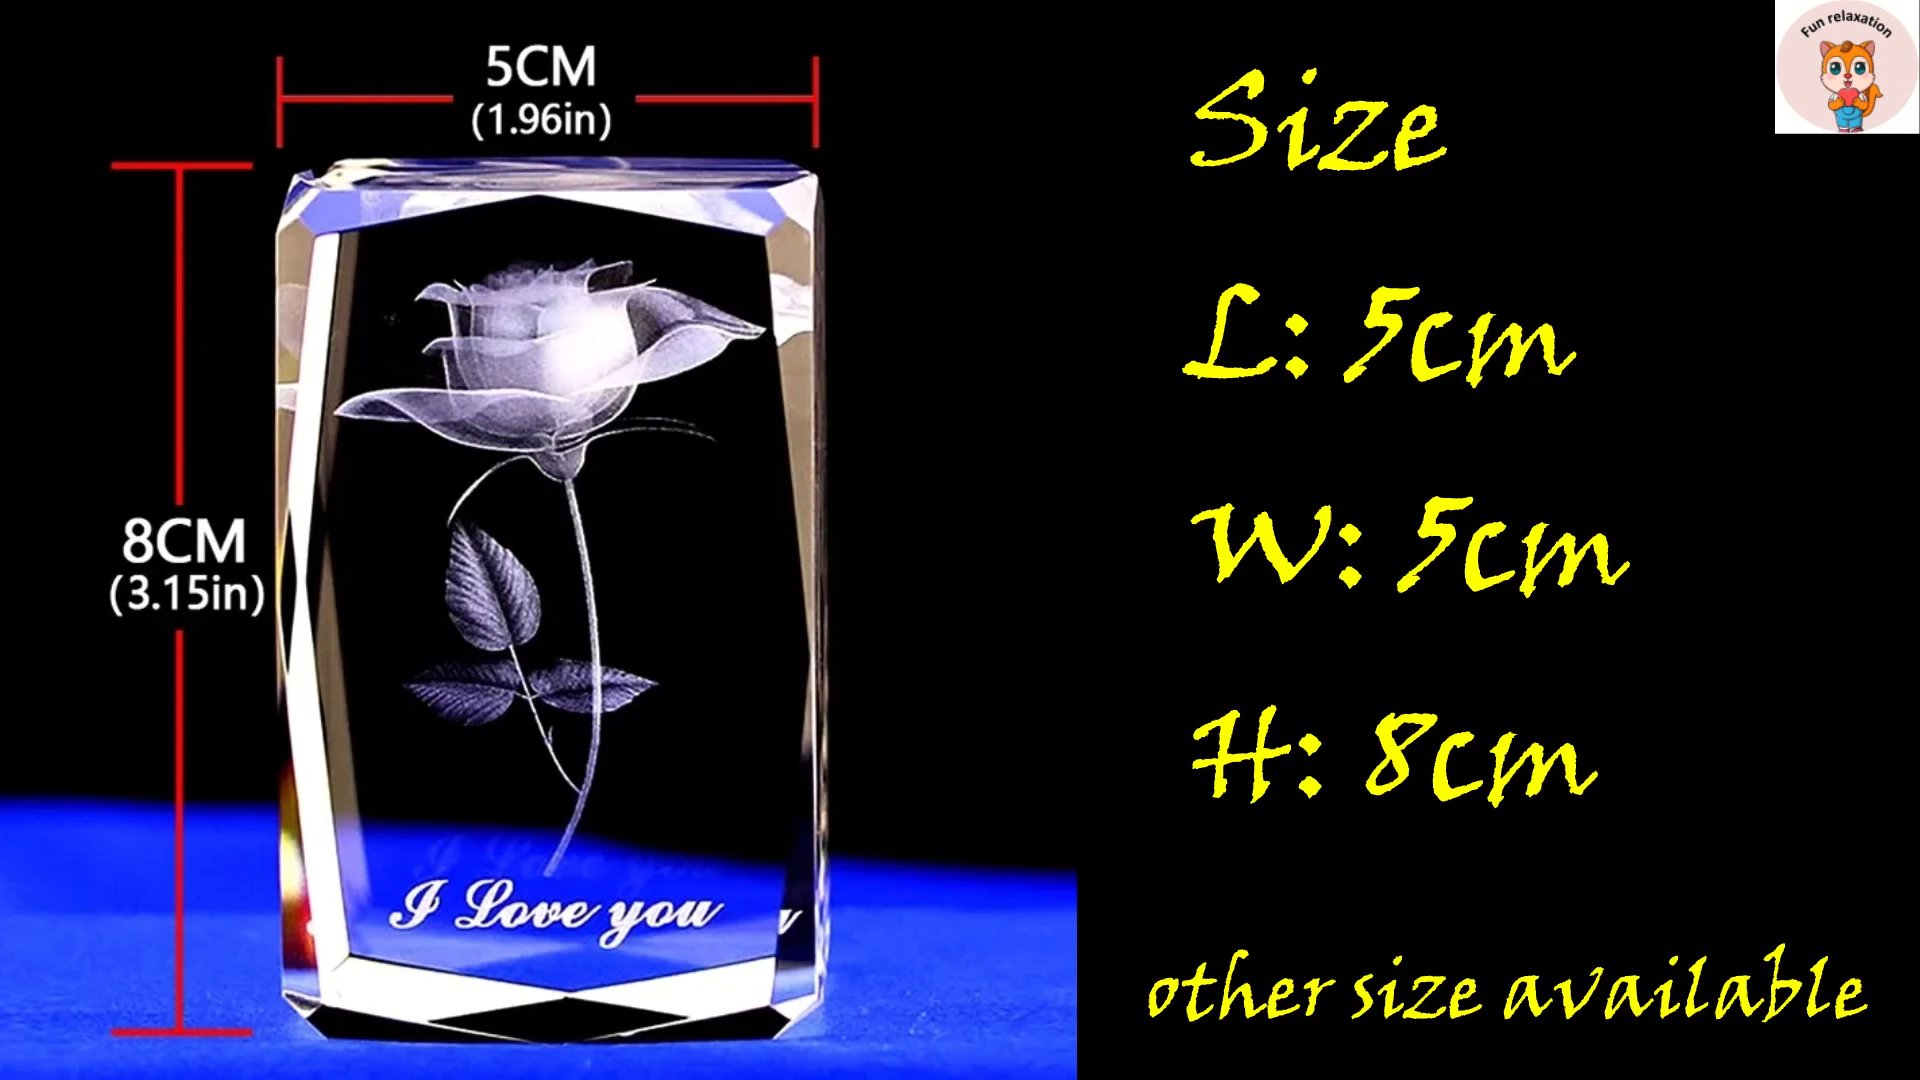 5CM
(1.96in)
8CM
(3.15in)
I Love you
Size
L: 5cm
W: 5cm
H: 8cm
other size available
Fun relaxation